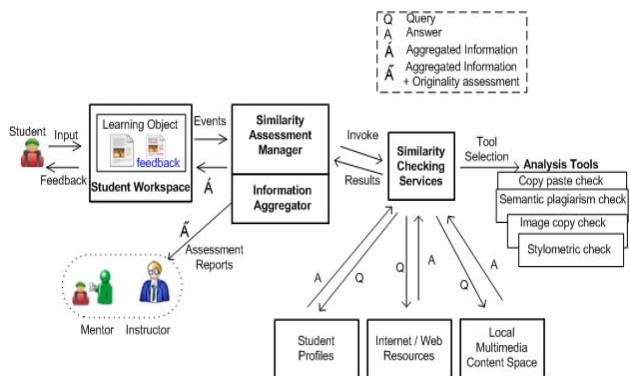 Q Query
A Answer
Á Aggregated Information
A̋ Aggregated Information
+ Originality assessment
Student
Input
Feedback
Learning Object
feedback
Student Workspace
Events
Á
Similarity
Assessment
Manager
Information
Aggregator
Invoke
Results
Similarity
Checking
Services
Tool
Selection
Analysis Tools
Copy paste check
Semantic plagiarism check
Image copy check
Stylometric check
A̋
Assessment
Reports
Mentor Instructor
A
Q
Q
A
A
Q
Student
Profiles
Internet / Web
Resources
Local
Multimedia
Content Space